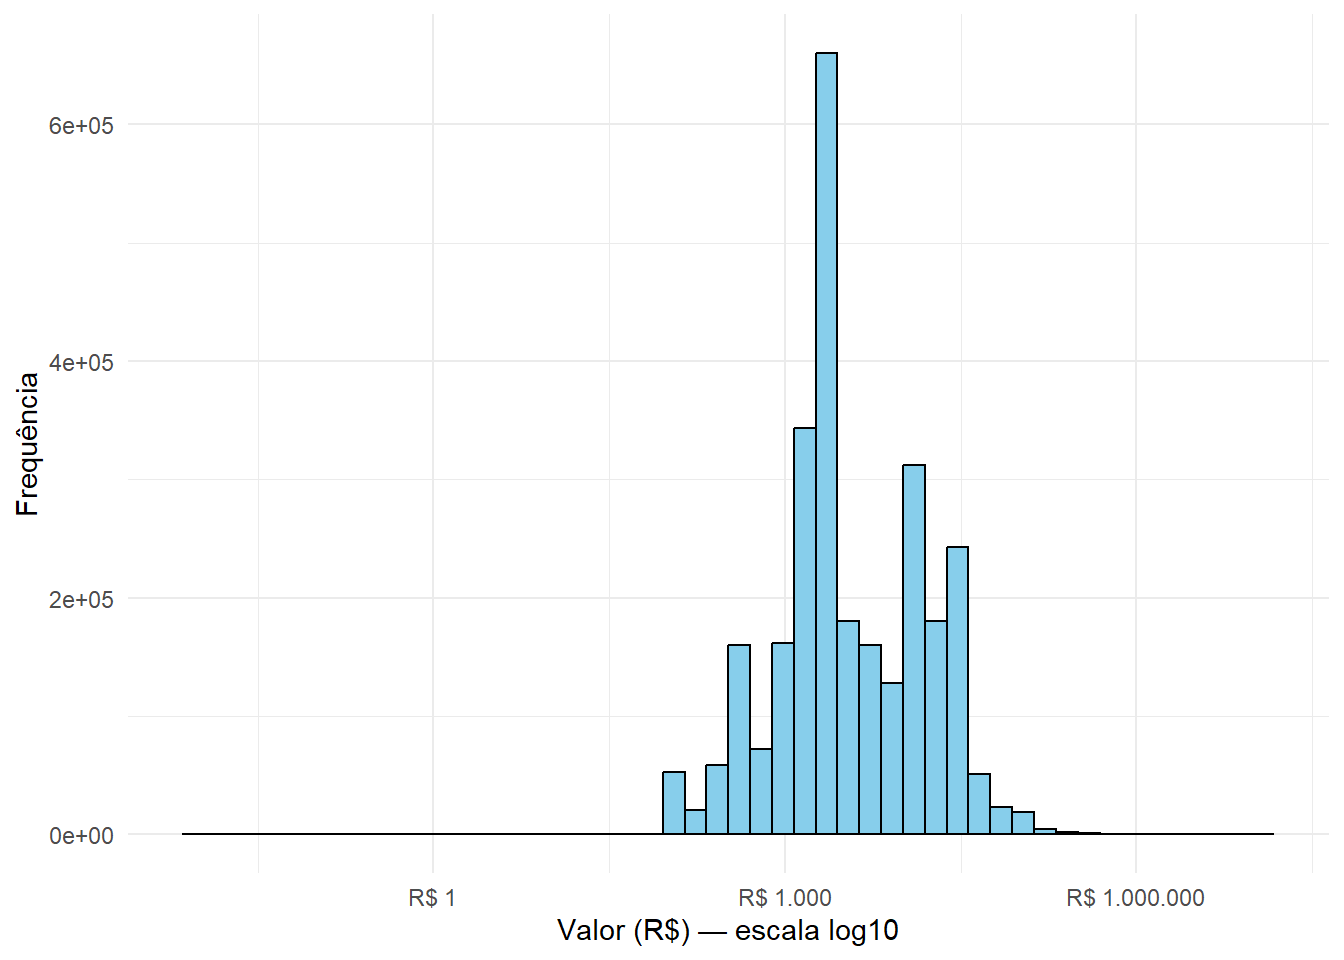 6e+05
4e+05
2e+05
0e+00
Frequência
R$ 1
R$ 1.000
R$ 1.000.000
Valor (R$) — escala log10